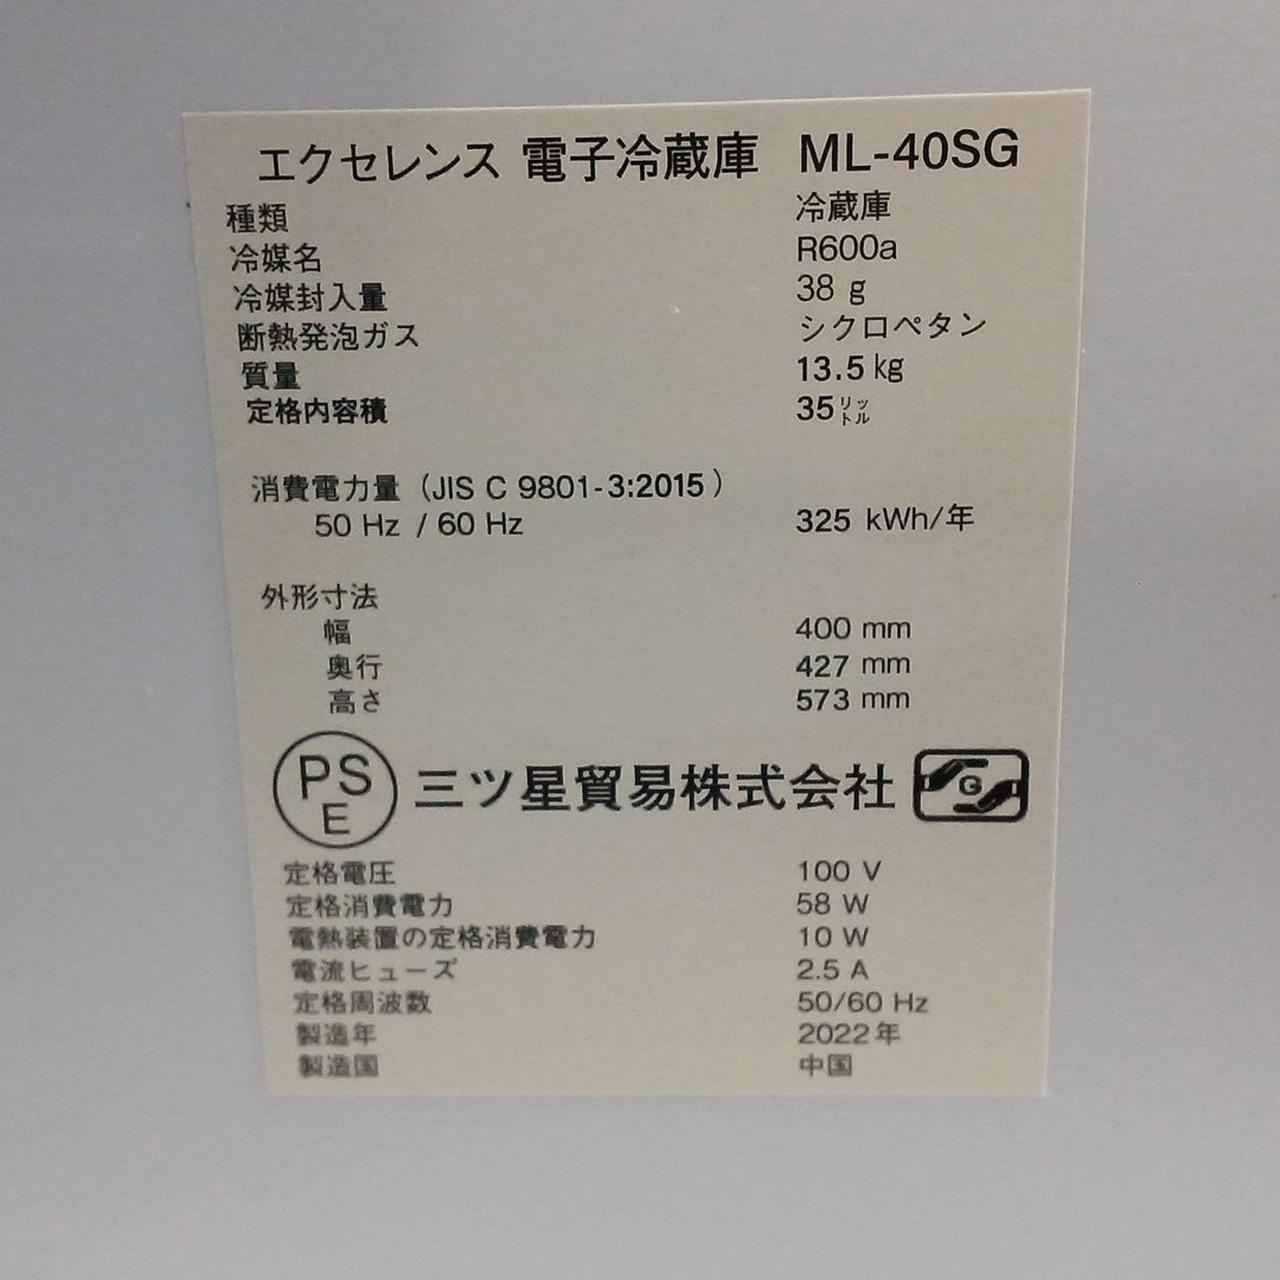 エクセレンス 電子冷蔵庫 ML-40SG
種類 冷蔵庫
冷媒名 R600a
冷媒封入量 38 g
断熱発泡ガス シクロペタン
質量 13.5 kg
定格内容積 35リットル
消費電力量（JIS C 9801-3:2015）
50 Hz / 60 Hz 325 kWh/年
外形寸法
幅 400 mm
奥行 427 mm
高さ 573 mm
PS E 三ツ星貿易株式会社 G
定格電圧 100 V
定格消費電力 58 W
電熱装置の定格消費電力 10 W
電流ヒューズ 2.5 A
定格周波数 50/60 Hz
製造年 2022年
製造国 中国